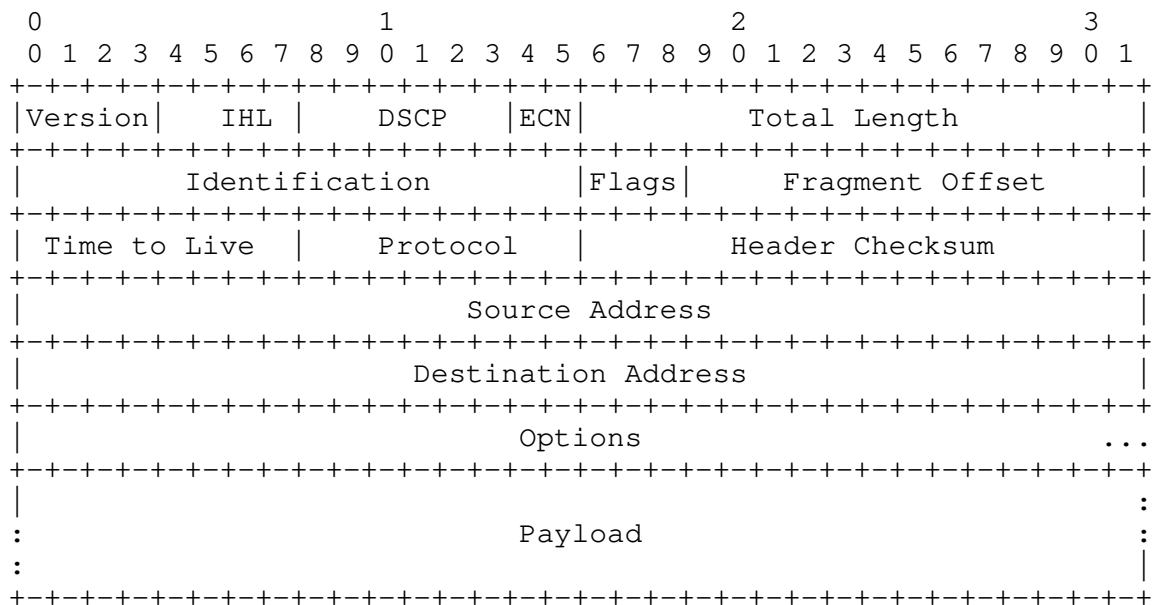 0                   1                   2                   3
 0 1 2 3 4 5 6 7 8 9 0 1 2 3 4 5 6 7 8 9 0 1 2 3 4 5 6 7 8 9 0 1
+-+-+-+-+-+-+-+-+-+-+-+-+-+-+-+-+-+-+-+-+-+-+-+-+-+-+-+-+-+-+-+-+
|Version|   IHL |    DSCP   |ECN|         Total Length          |
+-+-+-+-+-+-+-+-+-+-+-+-+-+-+-+-+-+-+-+-+-+-+-+-+-+-+-+-+-+-+-+-+
|         Identification        |Flags|     Fragment Offset     |
+-+-+-+-+-+-+-+-+-+-+-+-+-+-+-+-+-+-+-+-+-+-+-+-+-+-+-+-+-+-+-+-+
| Time to Live  |    Protocol   |        Header Checksum        |
+-+-+-+-+-+-+-+-+-+-+-+-+-+-+-+-+-+-+-+-+-+-+-+-+-+-+-+-+-+-+-+-+
|                         Source Address                        |
+-+-+-+-+-+-+-+-+-+-+-+-+-+-+-+-+-+-+-+-+-+-+-+-+-+-+-+-+-+-+-+-+
|                      Destination Address                      |
+-+-+-+-+-+-+-+-+-+-+-+-+-+-+-+-+-+-+-+-+-+-+-+-+-+-+-+-+-+-+-+-+
|                            Options                          ...
+-+-+-+-+-+-+-+-+-+-+-+-+-+-+-+-+-+-+-+-+-+-+-+-+-+-+-+-+-+-+-+-+
|                                                               :
:                            Payload                            :
:                                                               |
+-+-+-+-+-+-+-+-+-+-+-+-+-+-+-+-+-+-+-+-+-+-+-+-+-+-+-+-+-+-+-+-+